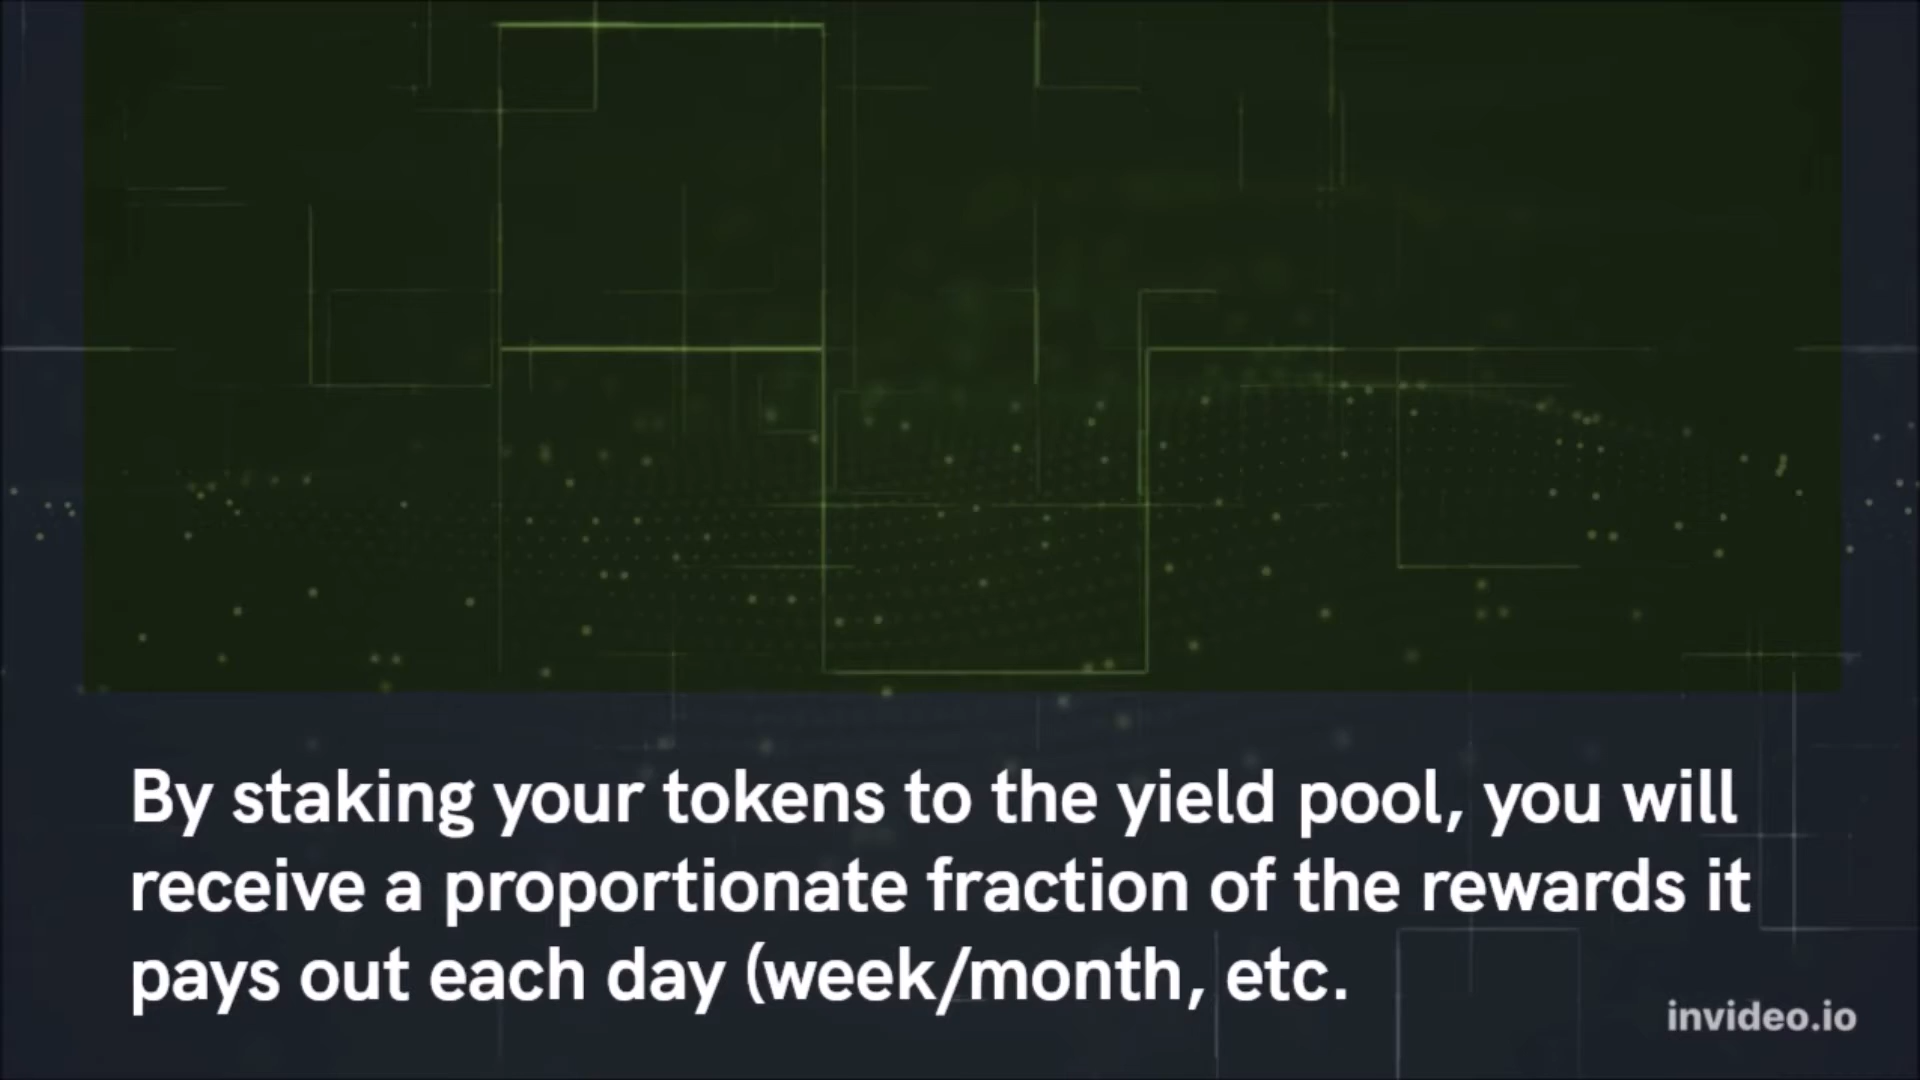 By staking your tokens to the yield pool, you will
receive a proportionate fraction of the rewards it
pays out each day (week/month, etc.
invideo.io